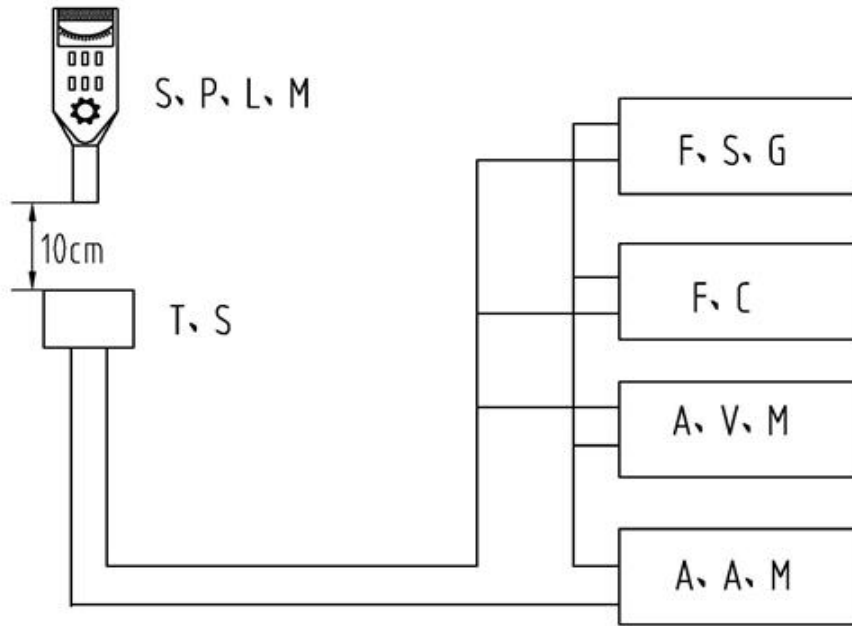 S、P、L、M
10cm
T、S
F、S、G
F、C
A、V、M
A、A、M